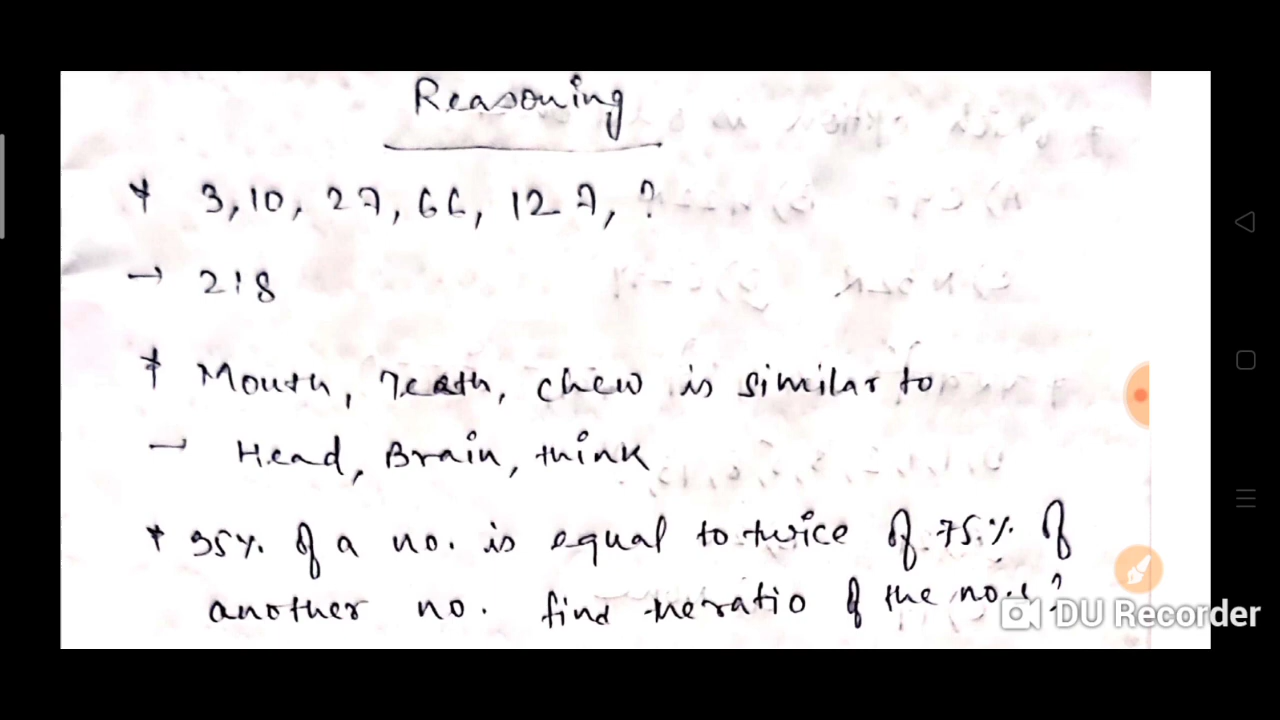 Reasoning
* 3, 10, 27, 66, 127, ?
→ 218
* Mouth, Teath, chew is similar to
→ Head, Brain, think
* 35%. of a no. is equal to twice of 75%. of
another no. find the ratio of the no.s?
DU Recorder